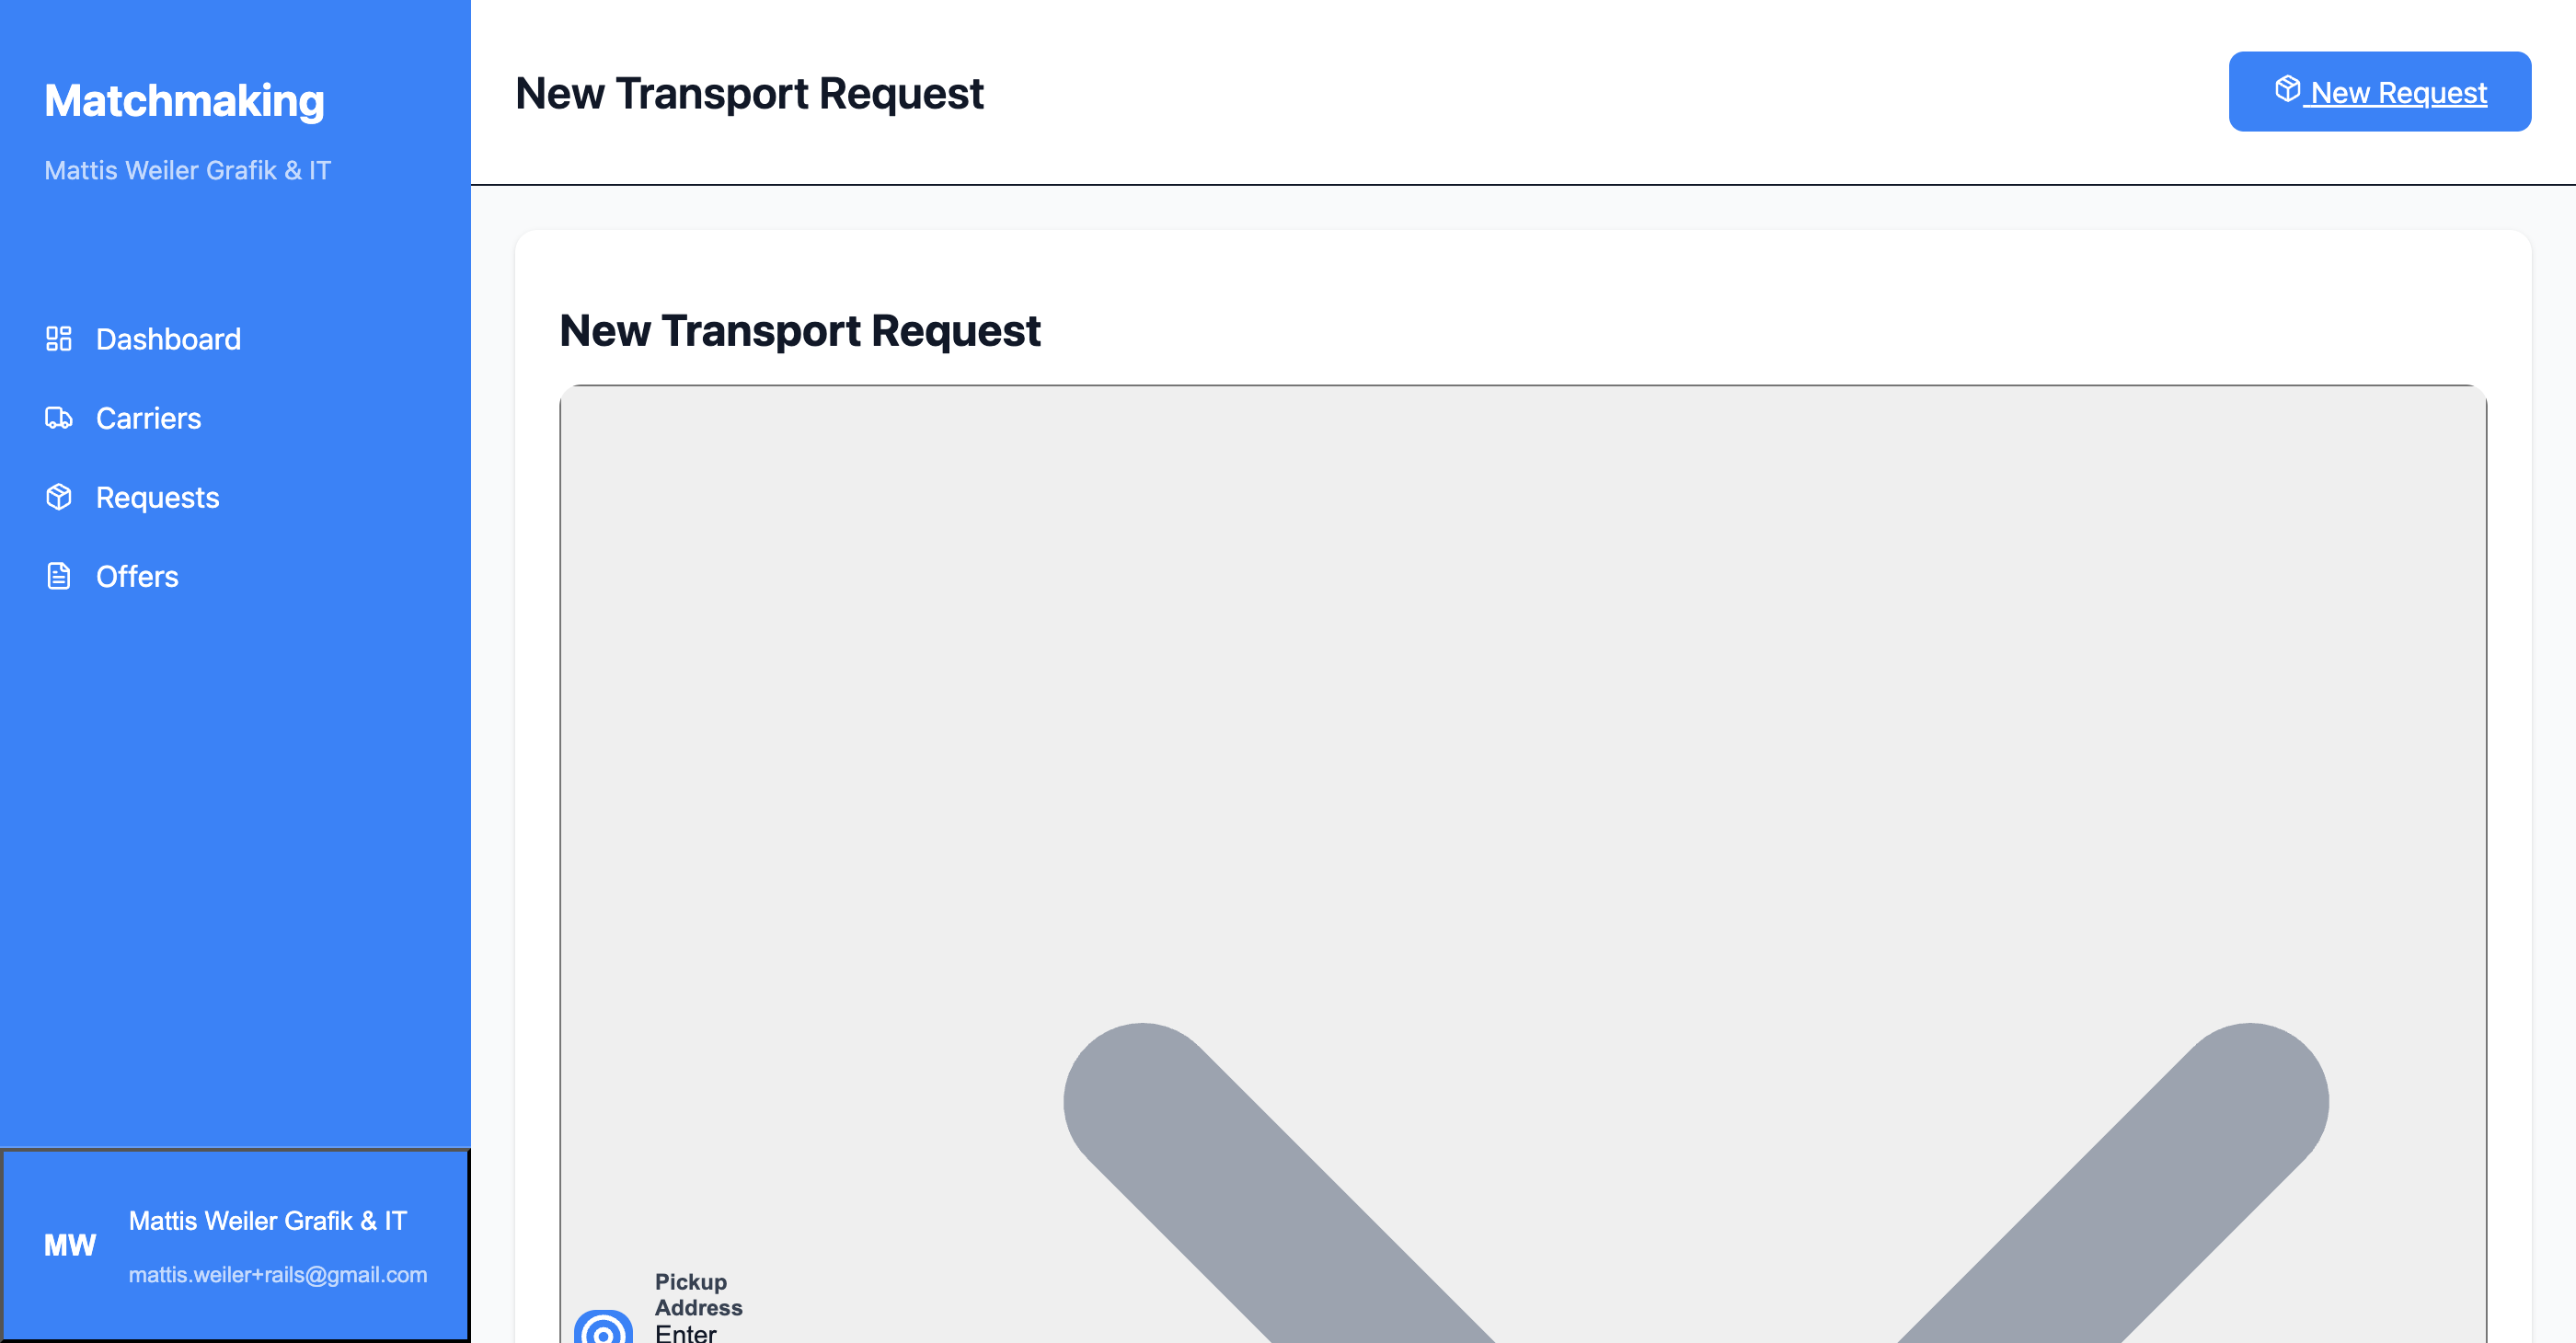 Matchmaking
Mattis Weiler Grafik & IT
Dashboard
Carriers
Requests
Offers
MW
Mattis Weiler Grafik & IT
mattis.weiler+rails@gmail.com
New Transport Request
New Request
New Transport Request
Pickup
Address
Enter